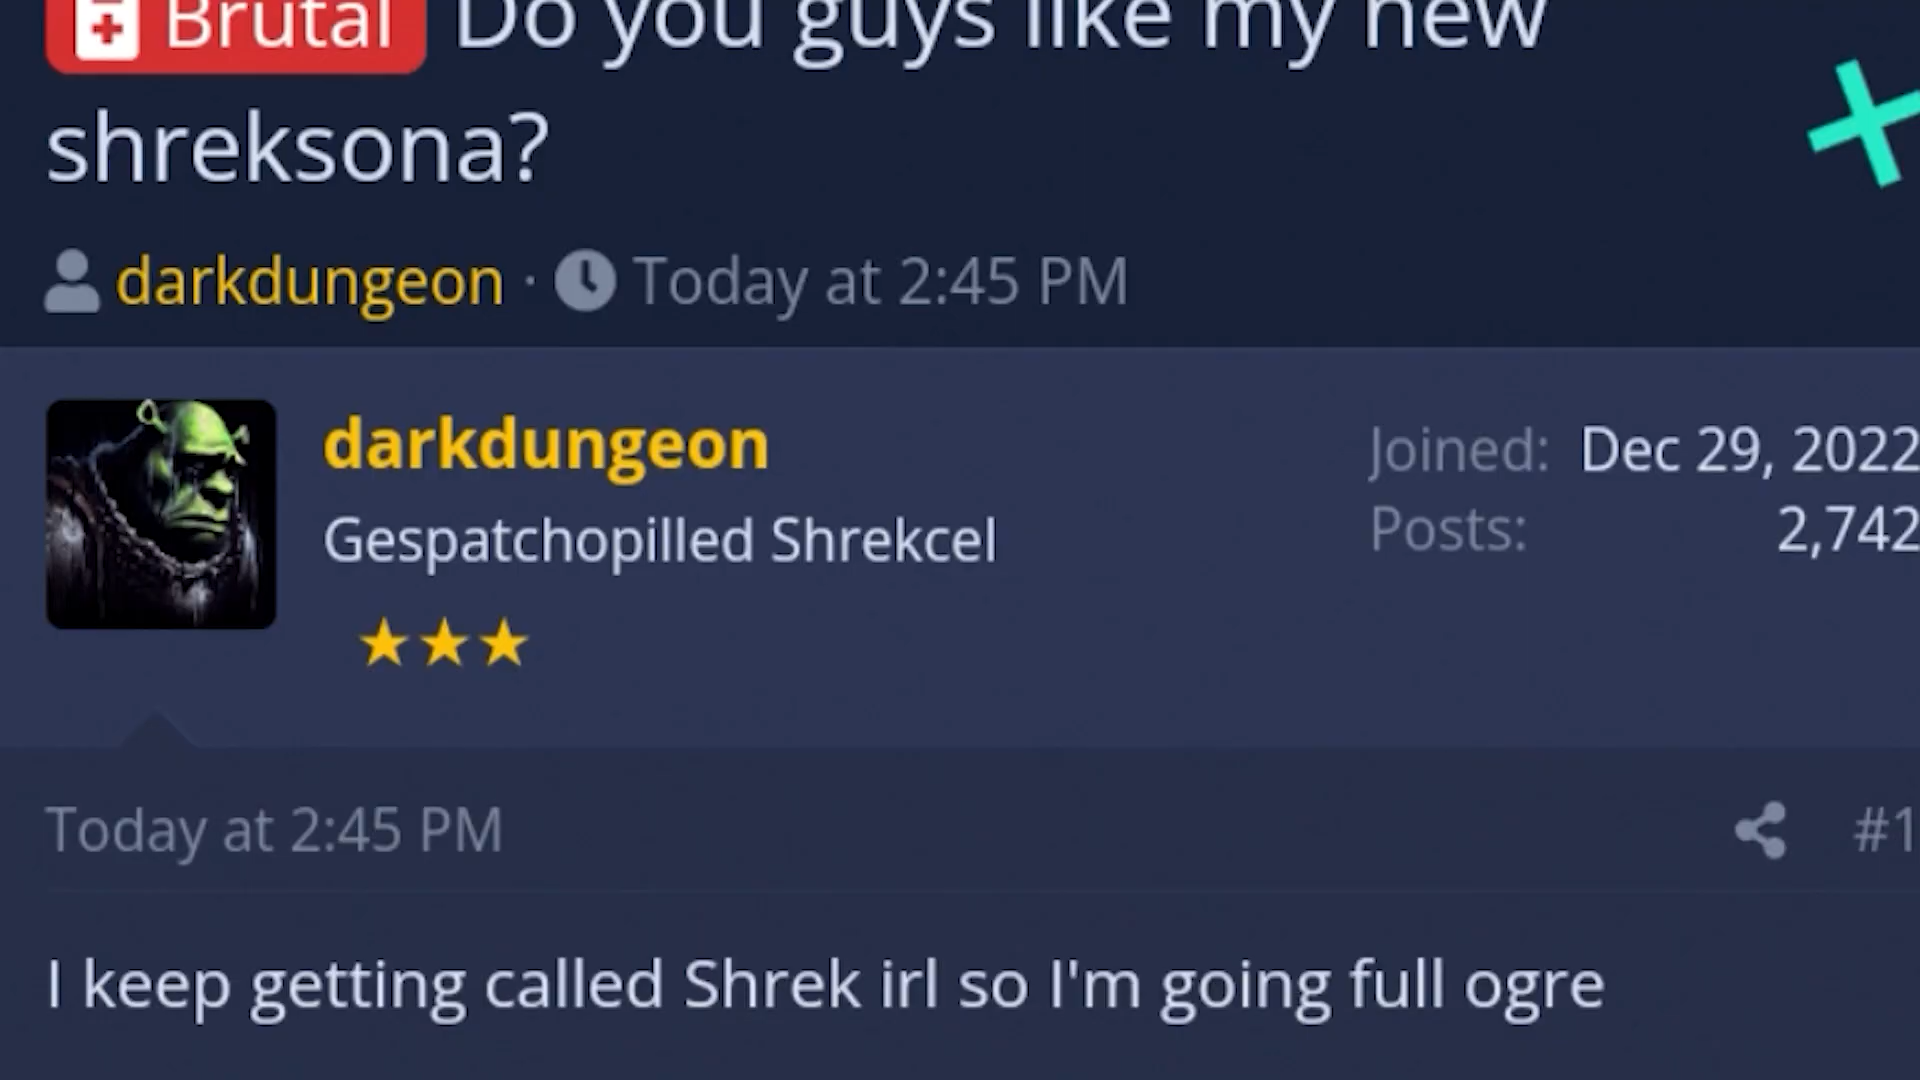 Brutal Do you guys like my new
shreksona?
darkdungeon · Today at 2:45 PM
darkdungeon
Joined: Dec 29, 2022
Gespatchopilled Shrekcel
Posts: 2,742
★★★
Today at 2:45 PM
#1
I keep getting called Shrek irl so I'm going full ogre